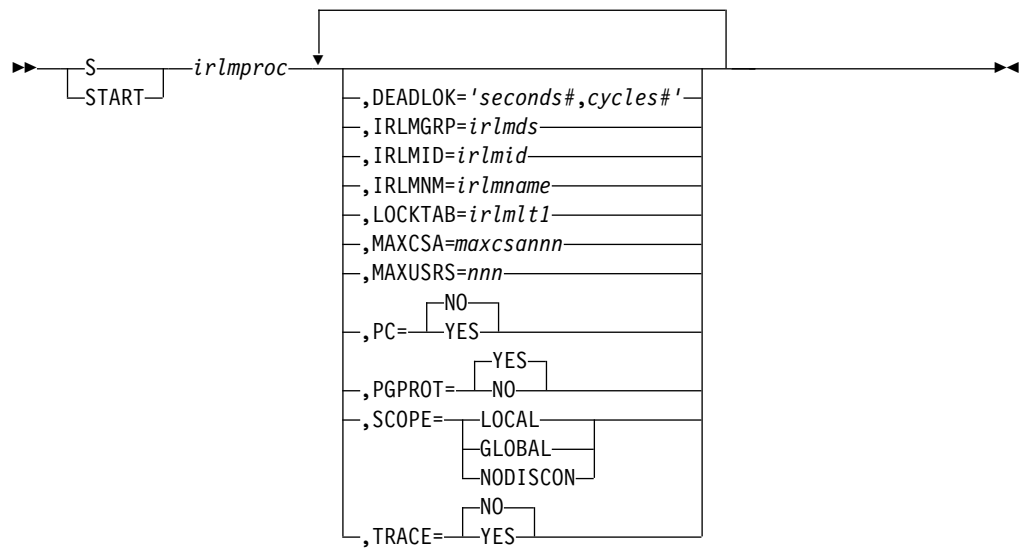 S irlmproc
START
,DEADLOK='seconds#,cycles#'
,IRLMGRP=irlmds
,IRLMID=irlmid
,IRLMNM=irlmname
,LOCKTAB=irlmlt1
,MAXCSA=maxcsannn
,MAXUSRS=nnn
NO
,PC= YES
YES
,PGPROT= NO
,SCOPE= LOCAL
GLOBAL
NODISCON
NO
,TRACE= YES